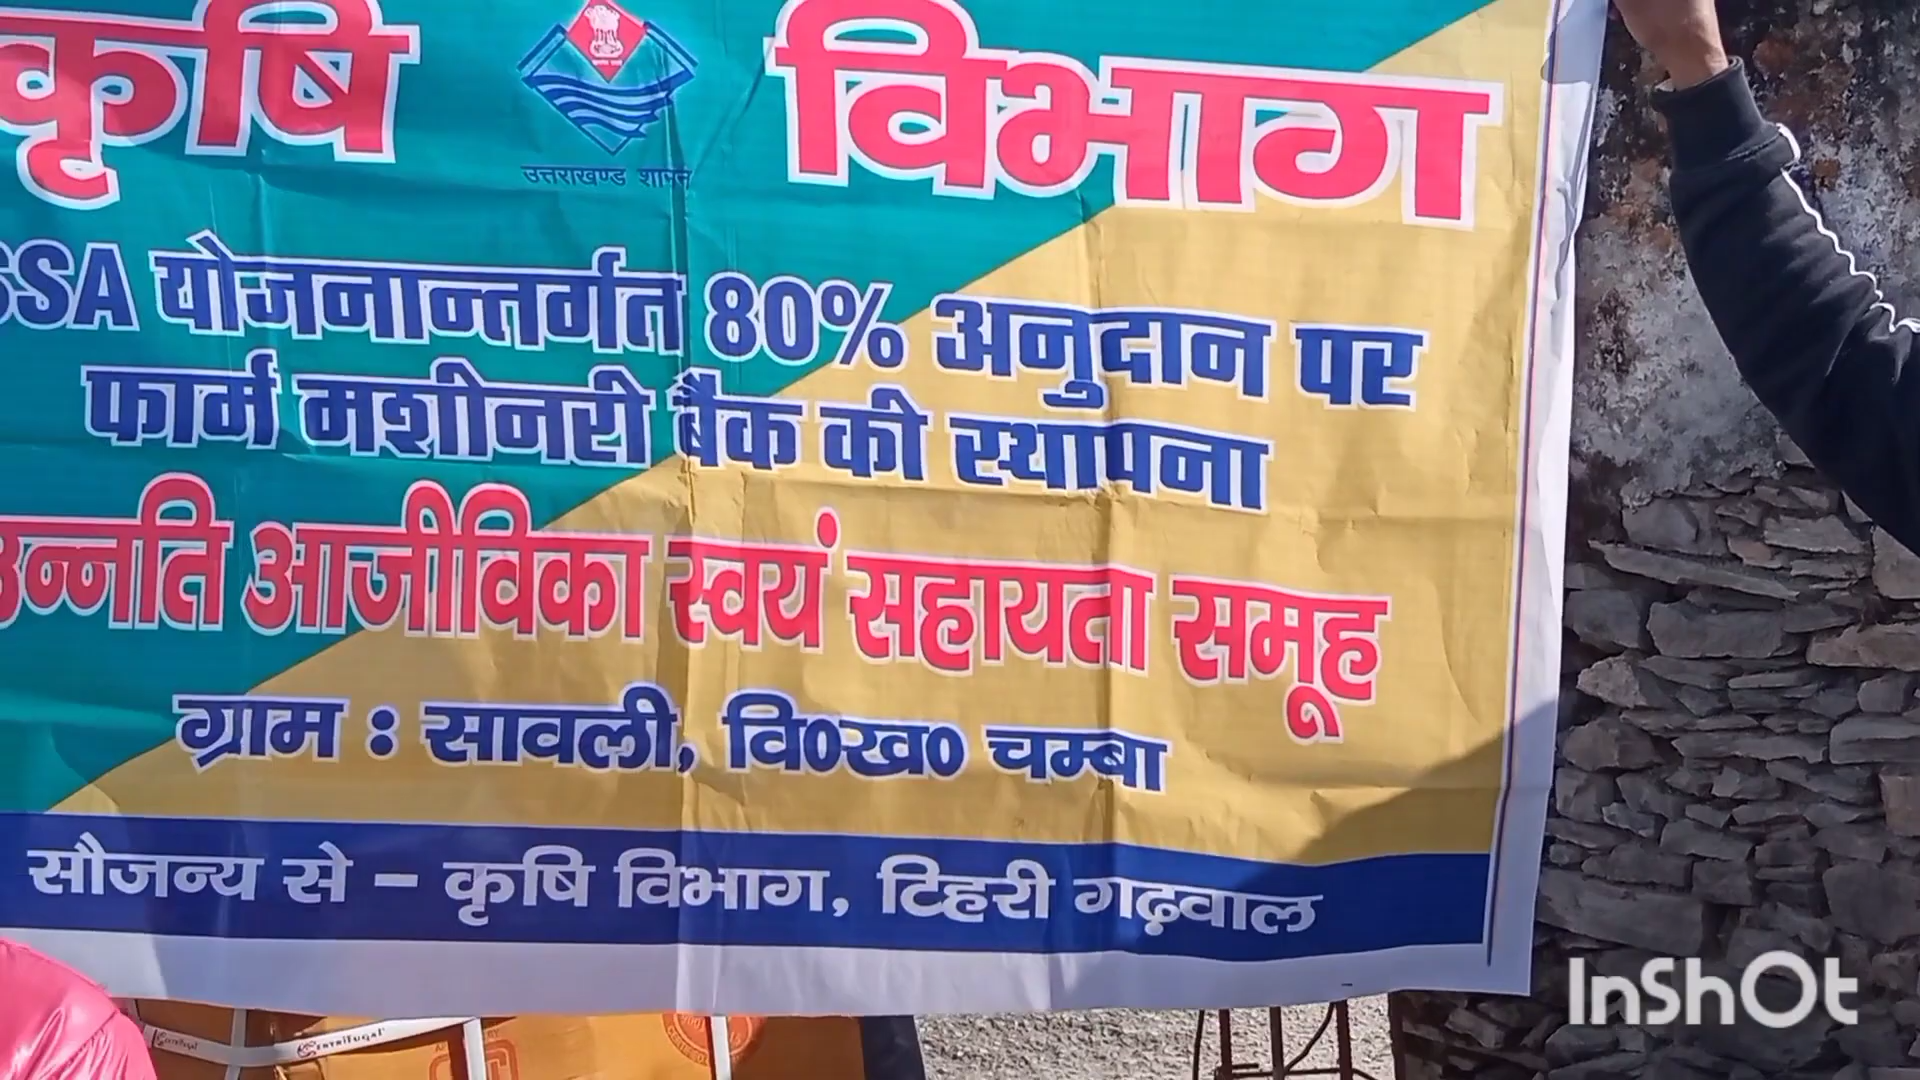 कृषि विभाग
उत्तराखण्ड शासन
योजनान्तर्गत 80% अनुदान पर
फार्म मशीनरी बैंक की स्थापना
उन्नति आजीविका स्वयं सहायता समूह
ग्राम : सावली, वि०ख० चम्बा
सौजन्य से – कृषि विभाग, टिहरी गढ़वाल
CENTRIFUGAL
InShOt